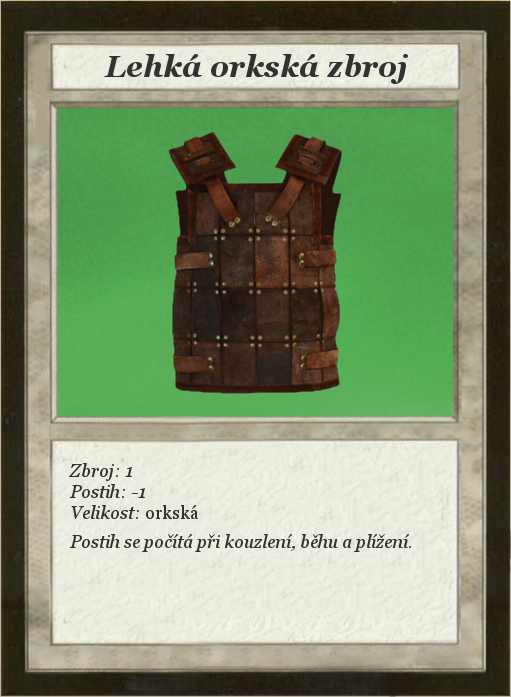 Lehká orkská zbroj
Zbroj: 1
Postih: -1
Velikost: orkská
Postih se počítá při kouzlení, běhu a plížení.